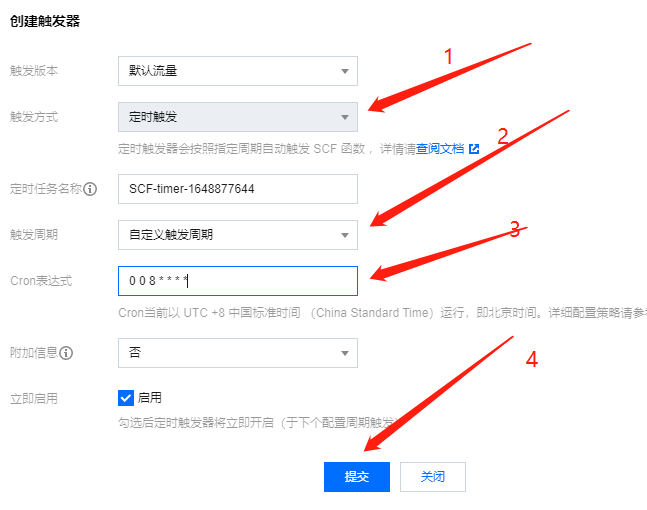 创建触发器
1
触发版本 默认流量
触发方式 定时触发
2
定时触发器会按照指定周期自动触发 SCF 函数，详情请查阅文档
定时任务名称 SCF-timer-1648877644
3
触发周期 自定义触发周期
Cron表达式 0 0 8 * * * *
Cron当前以 UTC +8 中国标准时间 （China Standard Time）运行，即北京时间。详细配置策略请参
附加信息 否
4
立即启用 启用
勾选后定时触发器将立即开启（于下个配置周期触发）
提交 关闭